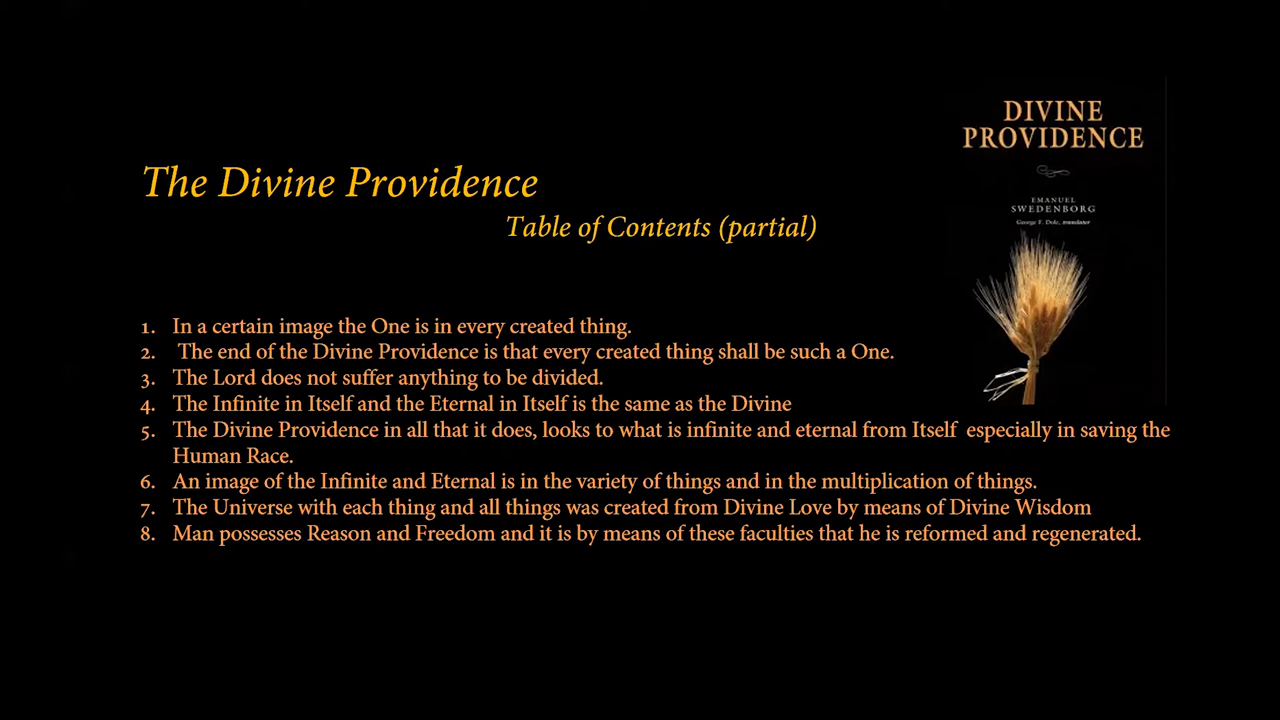 DIVINE
PROVIDENCE
EMANUEL
SWEDENBORG
George F. Dole, translator
The Divine Providence
Table of Contents (partial)
1. In a certain image the One is in every created thing.
2. The end of the Divine Providence is that every created thing shall be such a One.
3. The Lord does not suffer anything to be divided.
4. The Infinite in Itself and the Eternal in Itself is the same as the Divine
5. The Divine Providence in all that it does, looks to what is infinite and eternal from Itself especially in saving the
Human Race.
6. An image of the Infinite and Eternal is in the variety of things and in the multiplication of things.
7. The Universe with each thing and all things was created from Divine Love by means of Divine Wisdom
8. Man possesses Reason and Freedom and it is by means of these faculties that he is reformed and regenerated.